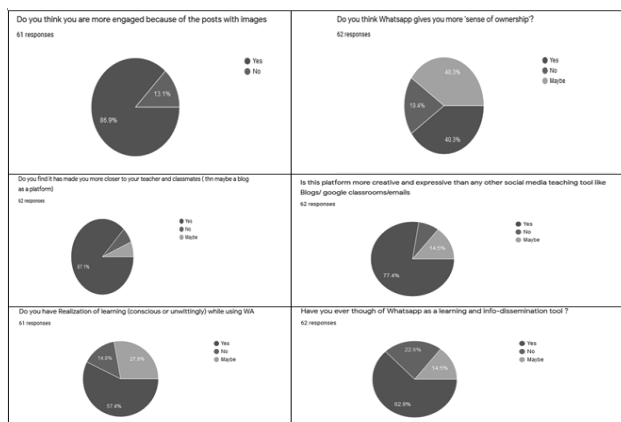 Do you think you are more engaged because of the posts with images
61 responses
Yes
No
13.1%
86.9%
Do you think Whatsapp gives you more 'sense of ownership'?
62 responses
Yes
No
Maybe
40.3%
19.4%
40.3%
Do you find it has made you more closer to your teacher and classmates ( thn maybe a blog
as a platform)
62 responses
Yes
No
Maybe
87.1%
Is this platform more creative and expressive than any other social media teaching tool like
Blogs/ google classrooms/emails
62 responses
Yes
No
Maybe
14.5%
77.4%
Do you have Realization of learning (conscious or unwittingly) while using WA
61 responses
Yes
No
Maybe
14.8%
27.9%
57.4%
Have you ever though of Whatsapp as a learning and info-dissemination tool ?
62 responses
Yes
No
Maybe
22.6%
14.5%
62.9%